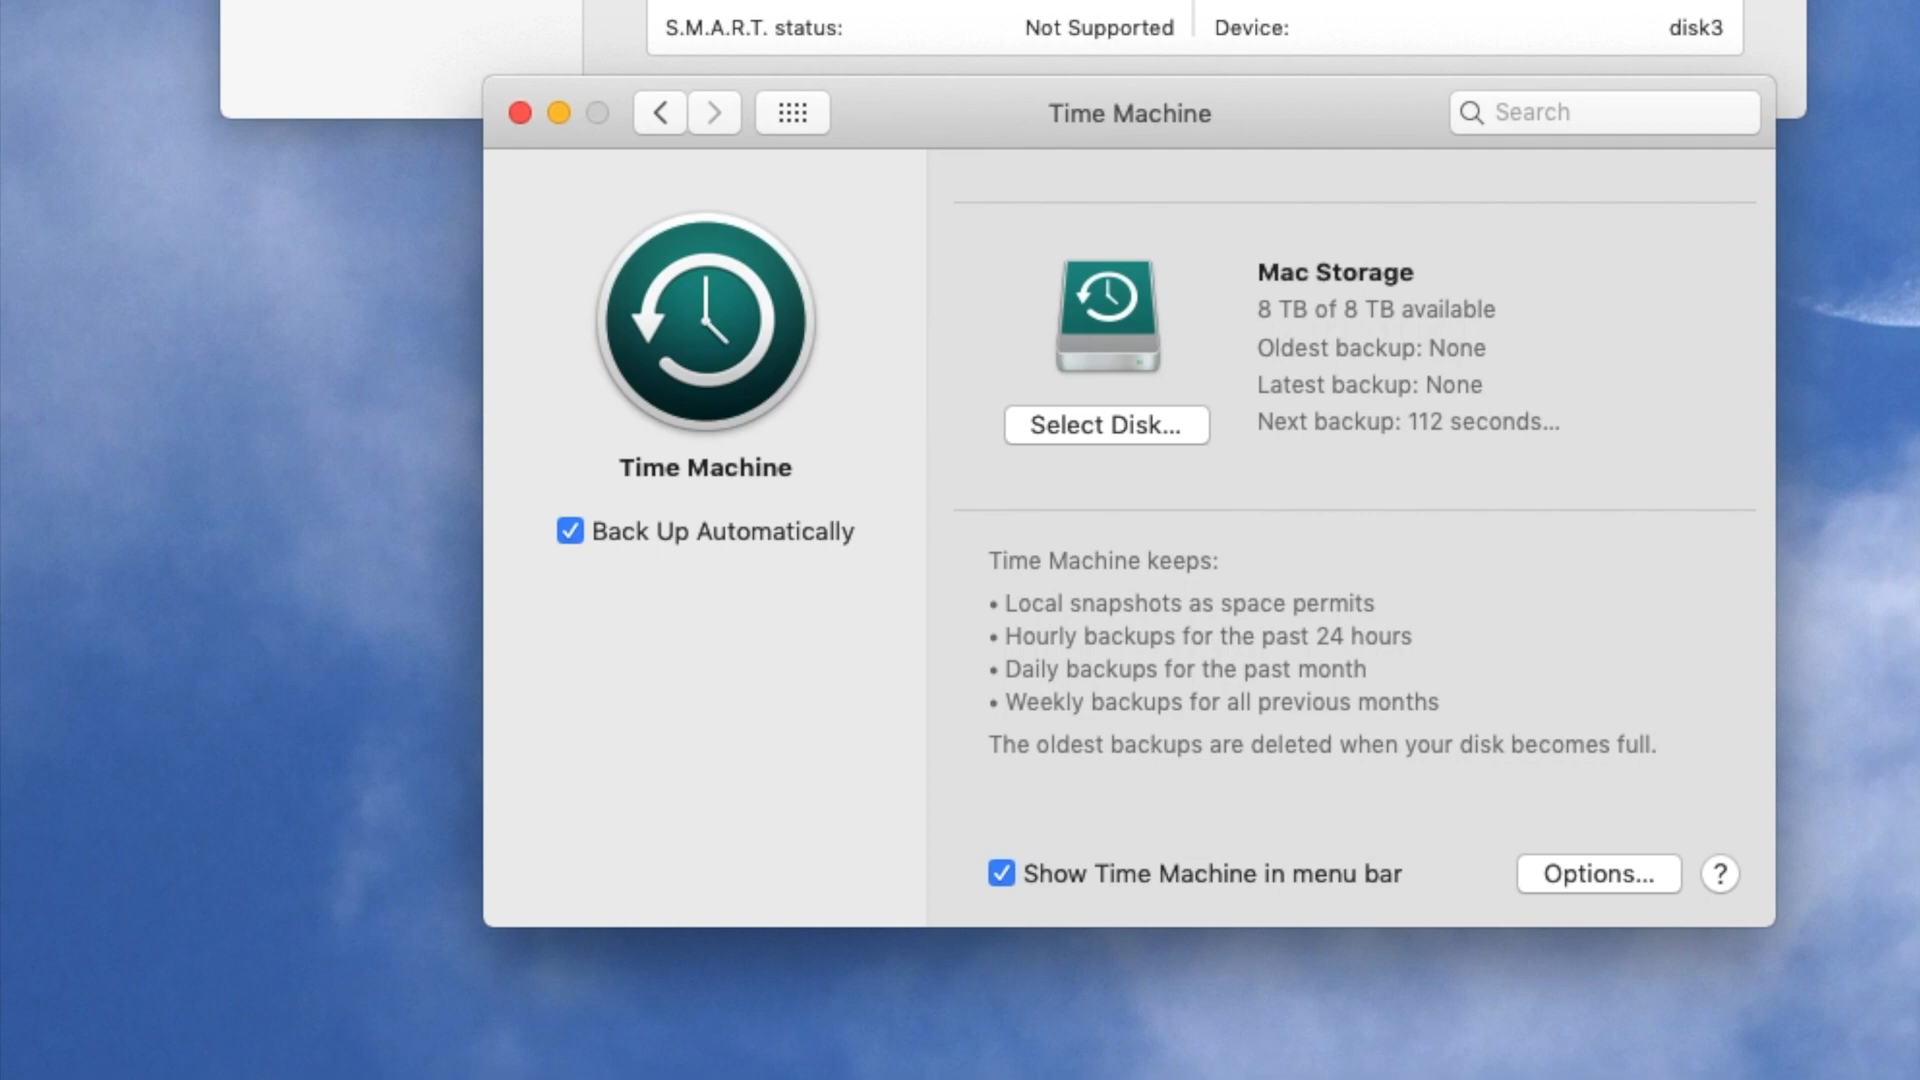 S.M.A.R.T. status: Not Supported Device: disk3
Time Machine
Search
Time Machine
Back Up Automatically
Select Disk...
Mac Storage
8 TB of 8 TB available
Oldest backup: None
Latest backup: None
Next backup: 112 seconds...
Time Machine keeps:
• Local snapshots as space permits
• Hourly backups for the past 24 hours
• Daily backups for the past month
• Weekly backups for all previous months
The oldest backups are deleted when your disk becomes full.
Show Time Machine in menu bar
Options...
?